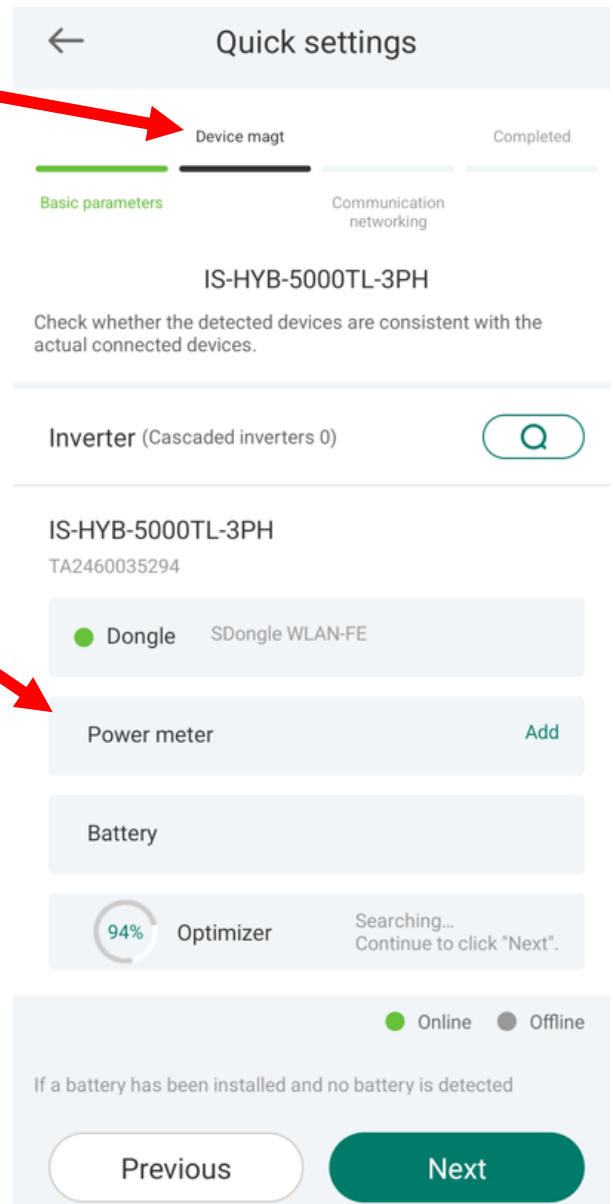 Quick settings
Device magt
Completed
Basic parameters
Communication
networking
IS-HYB-5000TL-3PH
Check whether the detected devices are consistent with the
actual connected devices.
Inverter (Cascaded inverters 0)
IS-HYB-5000TL-3PH
TA2460035294
Dongle SDongle WLAN-FE
Power meter Add
Battery
94% Optimizer Searching...
Continue to click "Next".
Online Offline
If a battery has been installed and no battery is detected
Previous Next